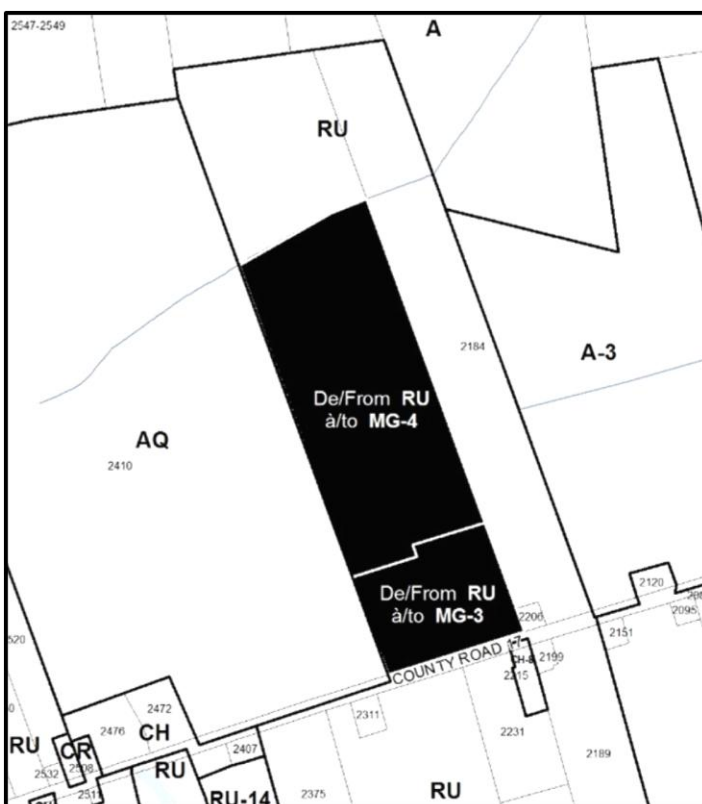 2547-2549
A
RU
2184
A-3
De/From RU
à/to MG-4
AQ
2410
De/From RU
à/to MG-3
2206
2120
2095
2151
COUNTY ROAD 17
2199
2215
2472
2476
CH
2311
2231
2189
RU
CR
2532
2508
2407
RU
2511
RU-14
2375
RU